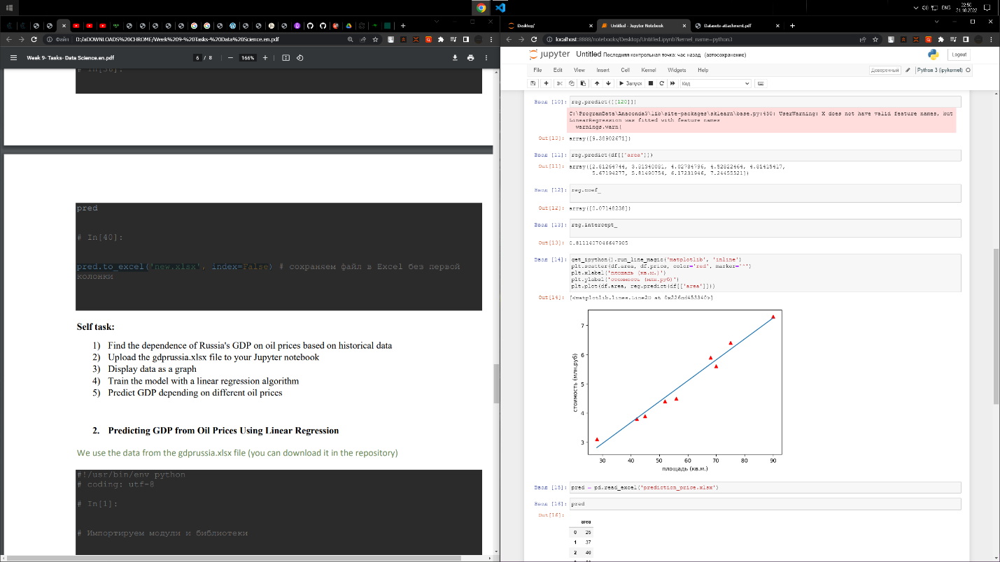 ENG
22:50
31.10.2022
Файл
D:/aDOWNLOADS%20CHROME/Week%209-%20Tasks-%20Data%20Science.en.pdf
Week 9- Tasks- Data Science.en.pdf
6 / 8
166%
# In[38]:
pred
# In[40]:
pred.to_excel('new.xlsx', index=False) # сохраняем файл в Excel без первой
колонки
Self task:
1) Find the dependence of Russia's GDP on oil prices based on historical data
2) Upload the gdprussia.xlsx file to your Jupyter notebook
3) Display data as a graph
4) Train the model with a linear regression algorithm
5) Predict GDP depending on different oil prices
2. Predicting GDP from Oil Prices Using Linear Regression
We use the data from the gdprussia.xlsx file (you can download it in the repository)
#!/usr/bin/env python
# coding: utf-8
# In[1]:
# Импортируем модули и библиотеки
Desktop/
Untitled - Jupyter Notebook
Datasets-attachment.pdf
localhost:8888/notebooks/Desktop/Untitled.ipynb?kernel_name=python3
jupyter Untitled Последняя контрольная точка: час назад (автосохранение)
Logout
File Edit View Insert Cell Kernel Widgets Help
Доверенный
Python 3 (ipykernel)
Запуск
Код
Ввод [10]: reg.predict([[120]])
C:\ProgramData\Anaconda3\lib\site-packages\sklearn\base.py:450: UserWarning: X does not have valid feature names, but
LinearRegression was fitted with feature names
warnings.warn(
Out[10]: array([9.38902671])
Ввод [11]: reg.predict(df[['area']])
Out[11]: array([2.81264744, 3.81340081, 4.02784796, 4.52822464, 4.81415417,
5.67194277, 5.81490754, 6.17231946, 7.24455521])
Ввод [12]: reg.coef_
Out[12]: array([0.07148238])
Ввод [13]: reg.intercept_
Out[13]: 0.8111407046647905
Ввод [14]: get_ipython().run_line_magic('matplotlib', 'inline')
plt.scatter(df.area, df.price, color='red', marker='^')
plt.xlabel('площадь (кв.м.)')
plt.ylabel('стоимость (млн.руб)')
plt.plot(df.area, reg.predict(df[['area']]))
Out[14]: [<matplotlib.lines.Line2D at 0x226cd453340>]
7
6
5
4
3
стоимость (млн.руб)
30 40 50 60 70 80 90
площадь (кв.м.)
Ввод [15]: pred = pd.read_excel('prediction_price.xlsx')
Ввод [16]: pred
Out[16]:
area
0 25
1 37
2 40